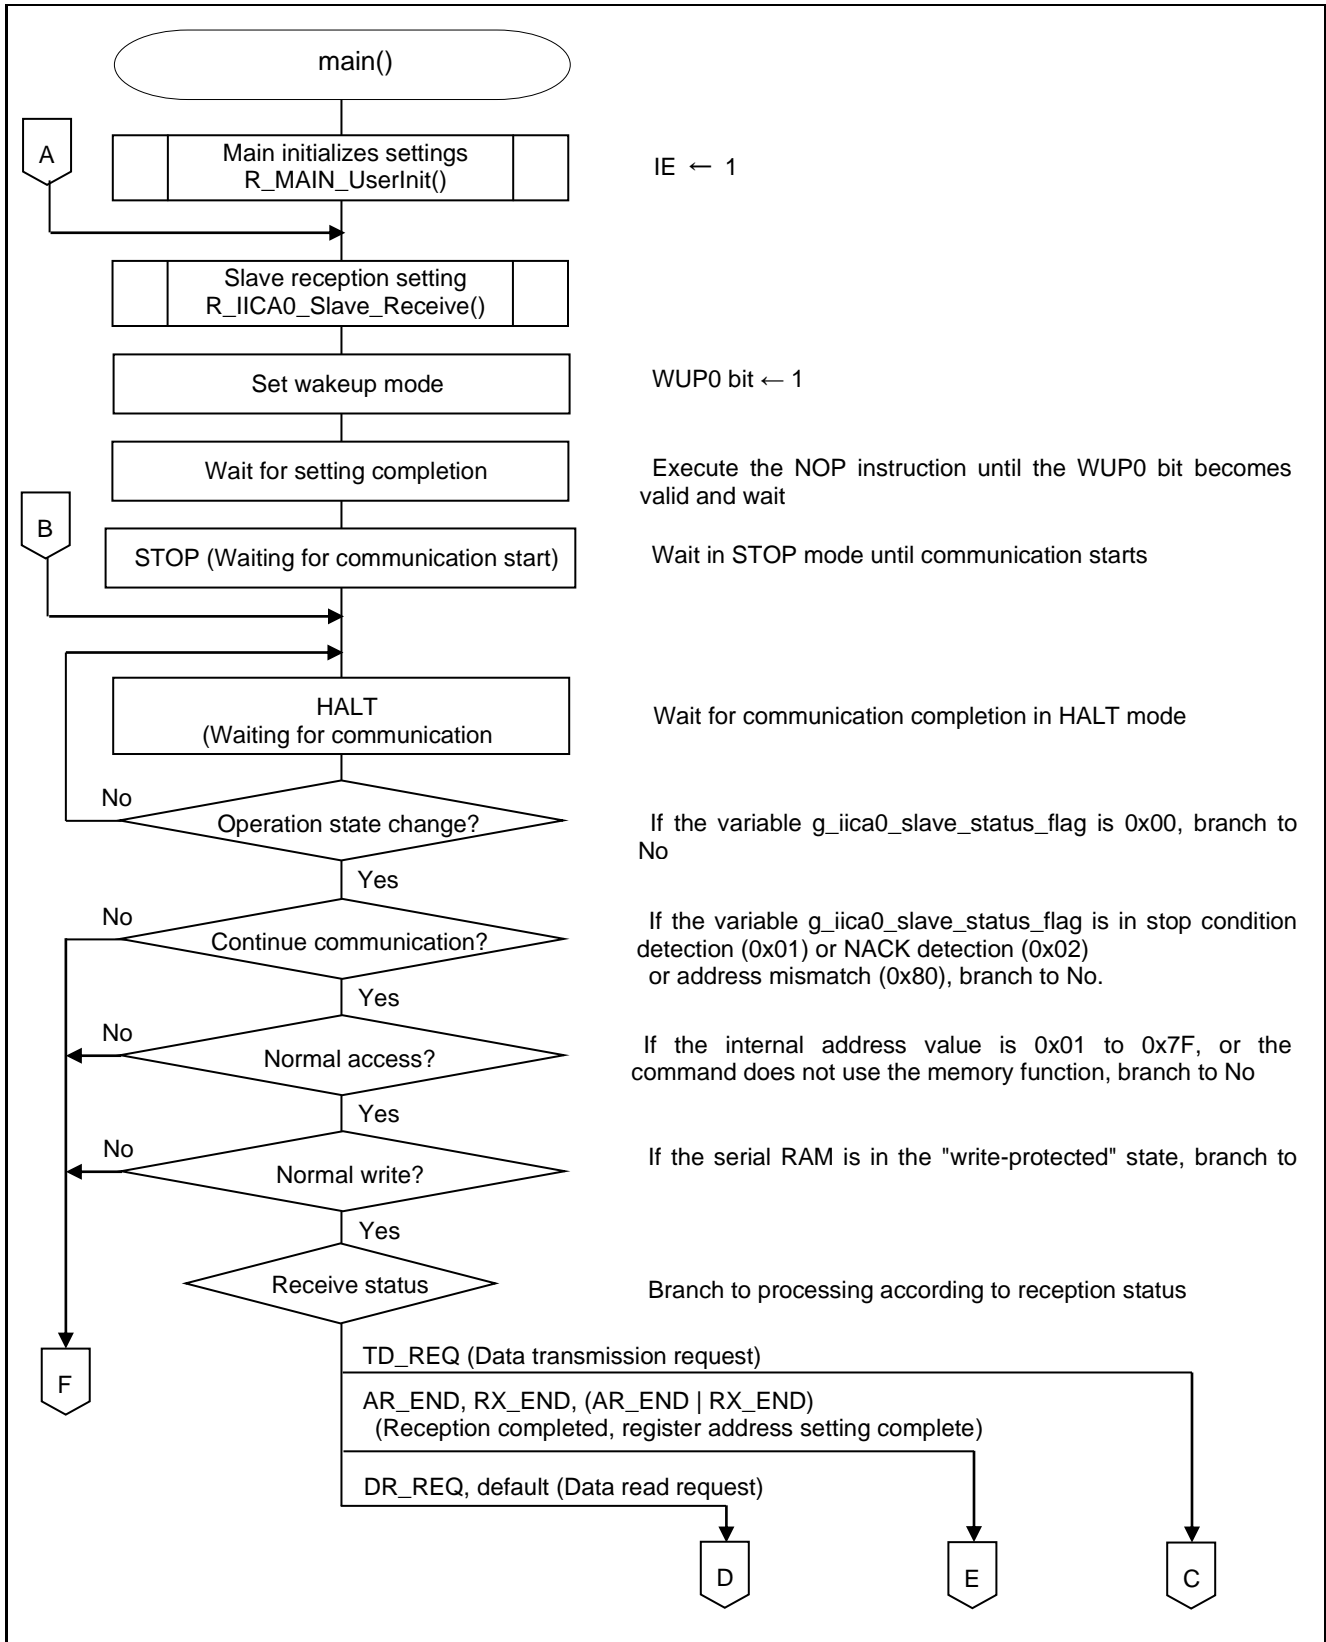 main()
A
Main initializes settings
R_MAIN_UserInit()
IE ← 1
Slave reception setting
R_IICA0_Slave_Receive()
Set wakeup mode
WUP0 bit ← 1
Wait for setting completion
Execute the NOP instruction until the WUP0 bit becomes
valid and wait
B
STOP (Waiting for communication start)
Wait in STOP mode until communication starts
HALT
(Waiting for communication
Wait for communication completion in HALT mode
No
Operation state change?
If the variable g_iica0_slave_status_flag is 0x00, branch to
No
Yes
No
Continue communication?
If the variable g_iica0_slave_status_flag is in stop condition
detection (0x01) or NACK detection (0x02)
or address mismatch (0x80), branch to No.
Yes
No
Normal access?
If the internal address value is 0x01 to 0x7F, or the
command does not use the memory function, branch to No
Yes
No
Normal write?
If the serial RAM is in the "write-protected" state, branch to
Yes
Receive status
Branch to processing according to reception status
F
TD_REQ (Data transmission request)
AR_END, RX_END, (AR_END | RX_END)
(Reception completed, register address setting complete)
DR_REQ, default (Data read request)
D
E
C